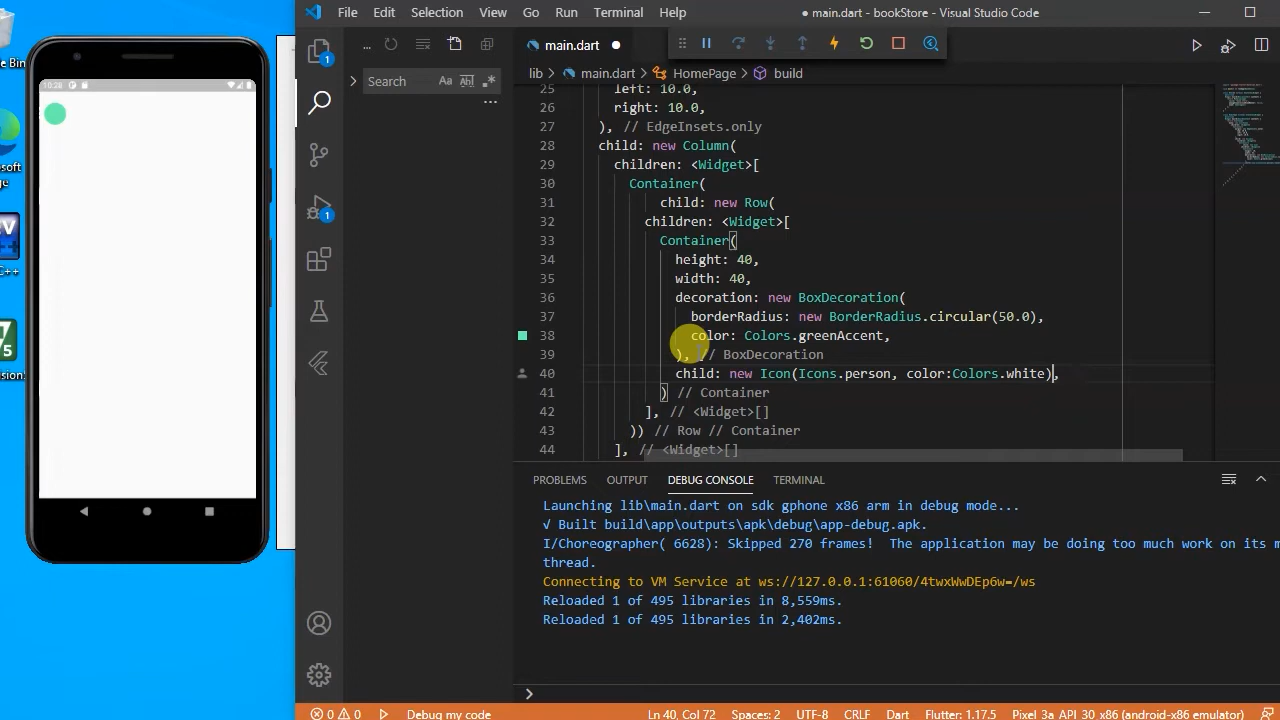 File Edit Selection View Go Run Terminal Help
● main.dart - bookStore - Visual Studio Code
main.dart ●
Search
lib > main.dart > HomePage > build
25 left: 10.0,
26 right: 10.0,
27 ), // EdgeInsets.only
28 child: new Column(
29 children: <Widget>[
30 Container(
31 child: new Row(
32 children: <Widget>[
33 Container(
34 height: 40,
35 width: 40,
36 decoration: new BoxDecoration(
37 borderRadius: new BorderRadius.circular(50.0),
38 color: Colors.greenAccent,
39 ), // BoxDecoration
40 child: new Icon(Icons.person, color:Colors.white),
41 ) // Container
42 ], // <Widget>[]
43 )) // Row // Container
44 ], // <Widget>[]
PROBLEMS OUTPUT DEBUG CONSOLE TERMINAL
Launching lib\main.dart on sdk gphone x86 arm in debug mode...
√ Built build\app\outputs\apk\debug\app-debug.apk.
I/Choreographer( 6628): Skipped 270 frames! The application may be doing too much work on its m
thread.
Connecting to VM Service at ws://127.0.0.1:61060/4twxWwDEp6w=/ws
Reloaded 1 of 495 libraries in 8,559ms.
Reloaded 1 of 495 libraries in 2,402ms.
0 0 Debug my code Ln 40, Col 72 Spaces: 2 UTF-8 CRLF Dart Flutter: 1.17.5 Pixel 3a API 30 x86 (android-x86 emulator)
10:28
e Bin
osoft
ge
C++
usion